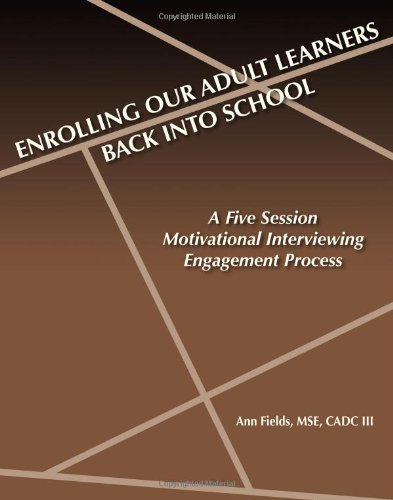 Copyrighted Material
ENROLLING OUR ADULT LEARNERS
BACK INTO SCHOOL
A Five Session
Motivational Interviewing
Engagement Process
Ann Fields, MSE, CADC III
Copyrighted Material